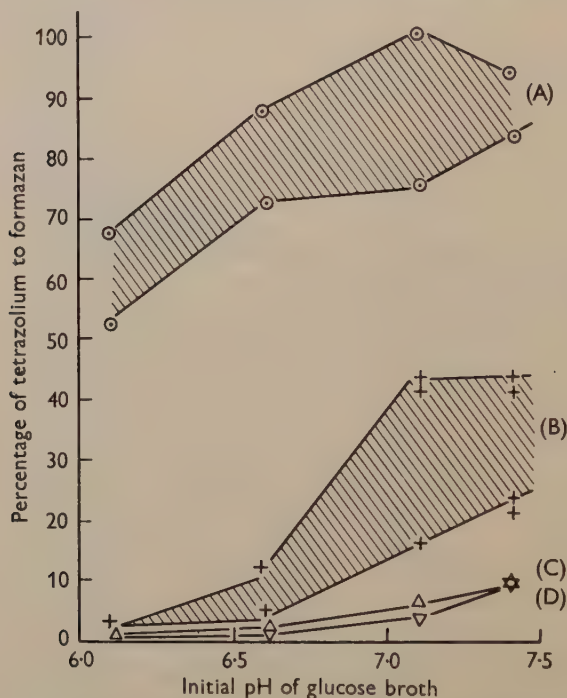 100
90
80
70
60
50
40
30
20
10
0
6·0
6·5
7·0
7·5
Percentage of tetrazolium to formazan
Initial pH of glucose broth
(A)
(B)
(C)
(D)